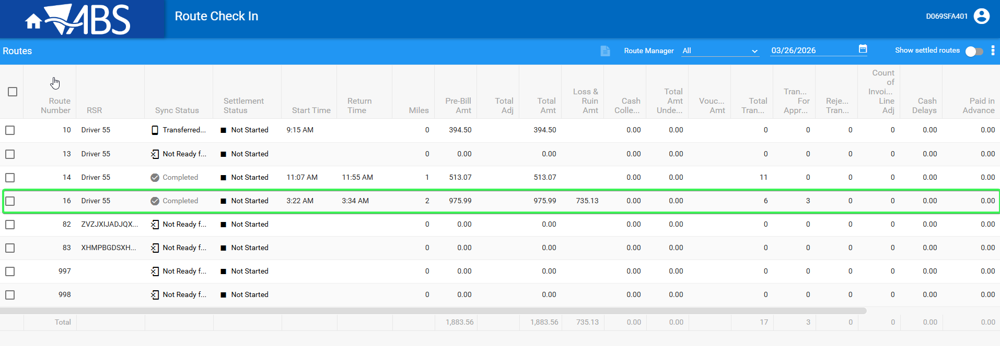 ABS
Route Check In
D069SFA401
Routes
Route Manager All 03/26/2026 Show settled routes
Route Number RSR Sync Status Settlement Status Start Time Return Time Miles Pre-Bill Amt Total Adj Total Amt Loss & Ruin Amt Cash Colle... Total Amt Unde... Vouc... Amt Total Tran... Tran... For Appr... Reje... Tran... Count of Invoi... Line Adj Cash Delays Paid in Advance
10 Driver 55 Transferred... Not Started 9:15 AM 0 394.50 394.50 0.00 0.00 0 0 0 0 0.00 0.00
13 Driver 55 Not Ready f... Not Started 0 0.00 0.00 0.00 0.00 0 0 0 0 0.00 0.00
14 Driver 55 Completed Not Started 11:07 AM 11:55 AM 1 513.07 513.07 0.00 0.00 11 0 0 0 0.00 0.00
16 Driver 55 Completed Not Started 3:22 AM 3:34 AM 2 975.99 975.99 735.13 0.00 0.00 6 3 0 0 0.00 0.00
82 ZVZJXIJADJQX... Not Ready f... Not Started 0 0.00 0.00 0.00 0.00 0 0 0 0 0.00 0.00
83 XHMPBGDSXH... Not Ready f... Not Started 0 0.00 0.00 0.00 0.00 0 0 0 0 0.00 0.00
997 Not Ready f... Not Started 0 0.00 0.00 0.00 0.00 0 0 0 0 0.00 0.00
998 Not Ready f... Not Started 0 0.00 0.00 0.00 0.00 0 0 0 0 0.00 0.00
Total 1,883.56 1,883.56 735.13 0.00 0.00 17 3 0 0 0.00 0.00